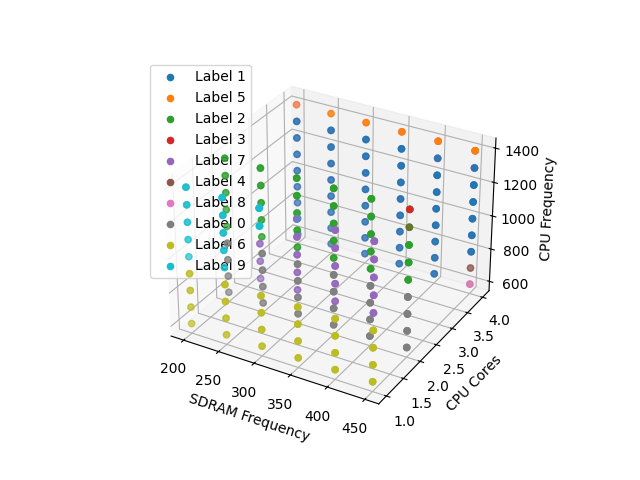 Label 1
Label 5
Label 2
Label 3
Label 7
Label 4
Label 8
Label 0
Label 6
Label 9
1400
1200
1000
800
600
CPU Frequency
4.0
3.5
3.0
2.5
2.0
1.5
1.0
CPU Cores
200
250
300
350
400
450
SDRAM Frequency